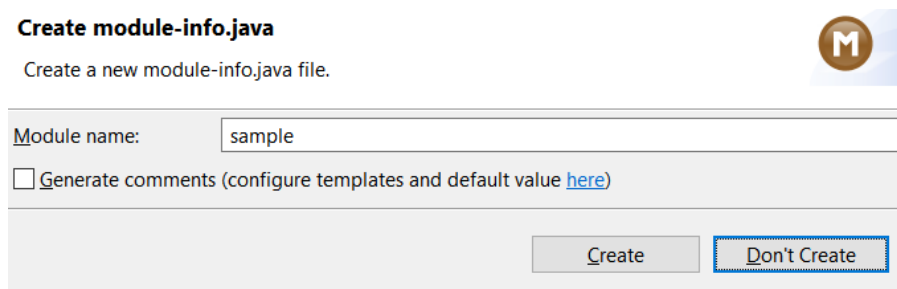 Create module-info.java
M
Create a new module-info.java file.
Module name: sample
Generate comments (configure templates and default value here)
Create Don't Create